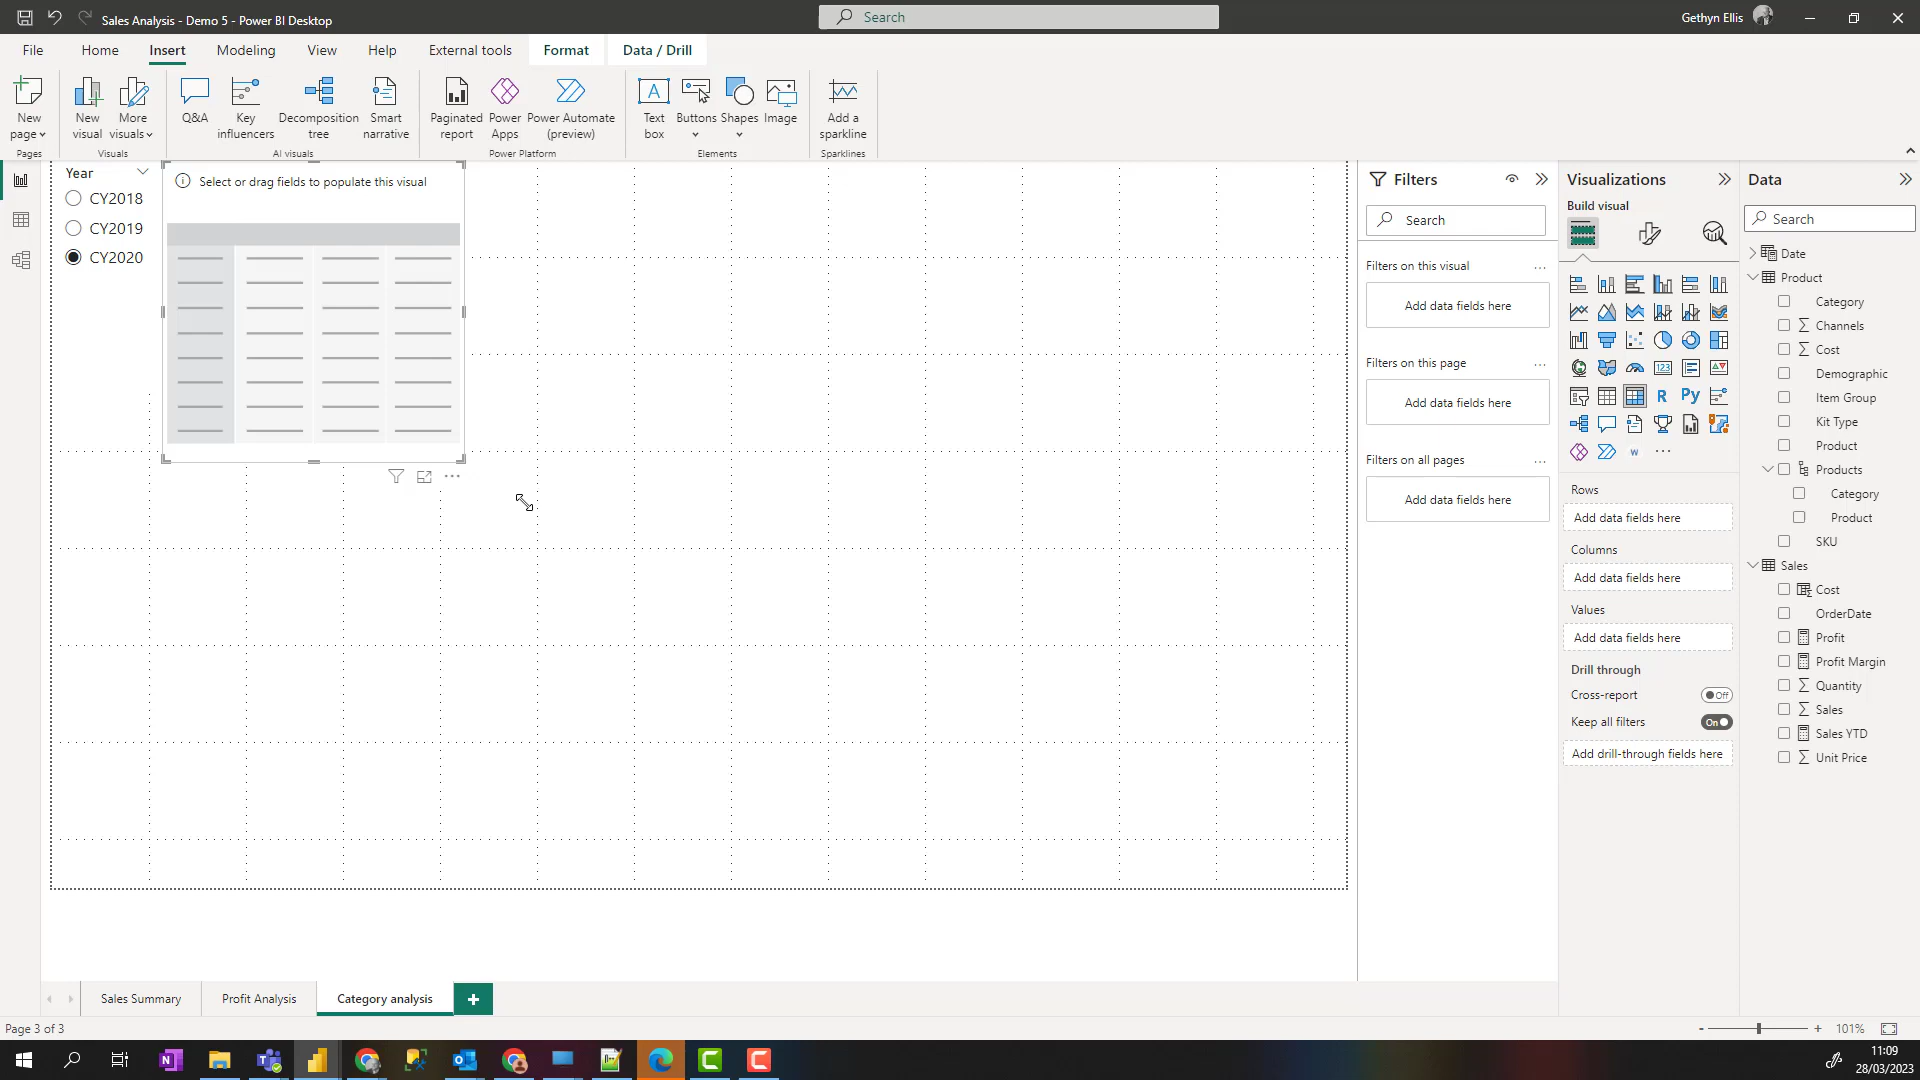 Sales Analysis - Demo 5 - Power BI Desktop
Search
Gethyn Ellis
File
Home
Insert
Modeling
View
Help
External tools
Format
Data / Drill
New page
New visual
More visuals
Q&A
Key influencers
Decomposition tree
Smart narrative
Paginated report
Power Apps
Power Automate (preview)
Text box
Buttons
Shapes
Image
Add a sparkline
Pages
Visuals
AI visuals
Power Platform
Elements
Sparklines
Year
CY2018
CY2019
CY2020
Select or drag fields to populate this visual
Filters
Search
Filters on this visual
Add data fields here
Filters on this page
Add data fields here
Filters on all pages
Add data fields here
Visualizations
Build visual
123
R
Py
W
Rows
Add data fields here
Columns
Add data fields here
Values
Add data fields here
Drill through
Cross-report
Off
Keep all filters
On
Add drill-through fields here
Data
Search
Date
Product
Category
Channels
Cost
Demographic
Item Group
Kit Type
Product
Products
Category
Product
SKU
Sales
Cost
OrderDate
Profit
Profit Margin
Quantity
Sales
Sales YTD
Unit Price
Sales Summary
Profit Analysis
Category analysis
Page 3 of 3
101%
11:09
28/03/2023